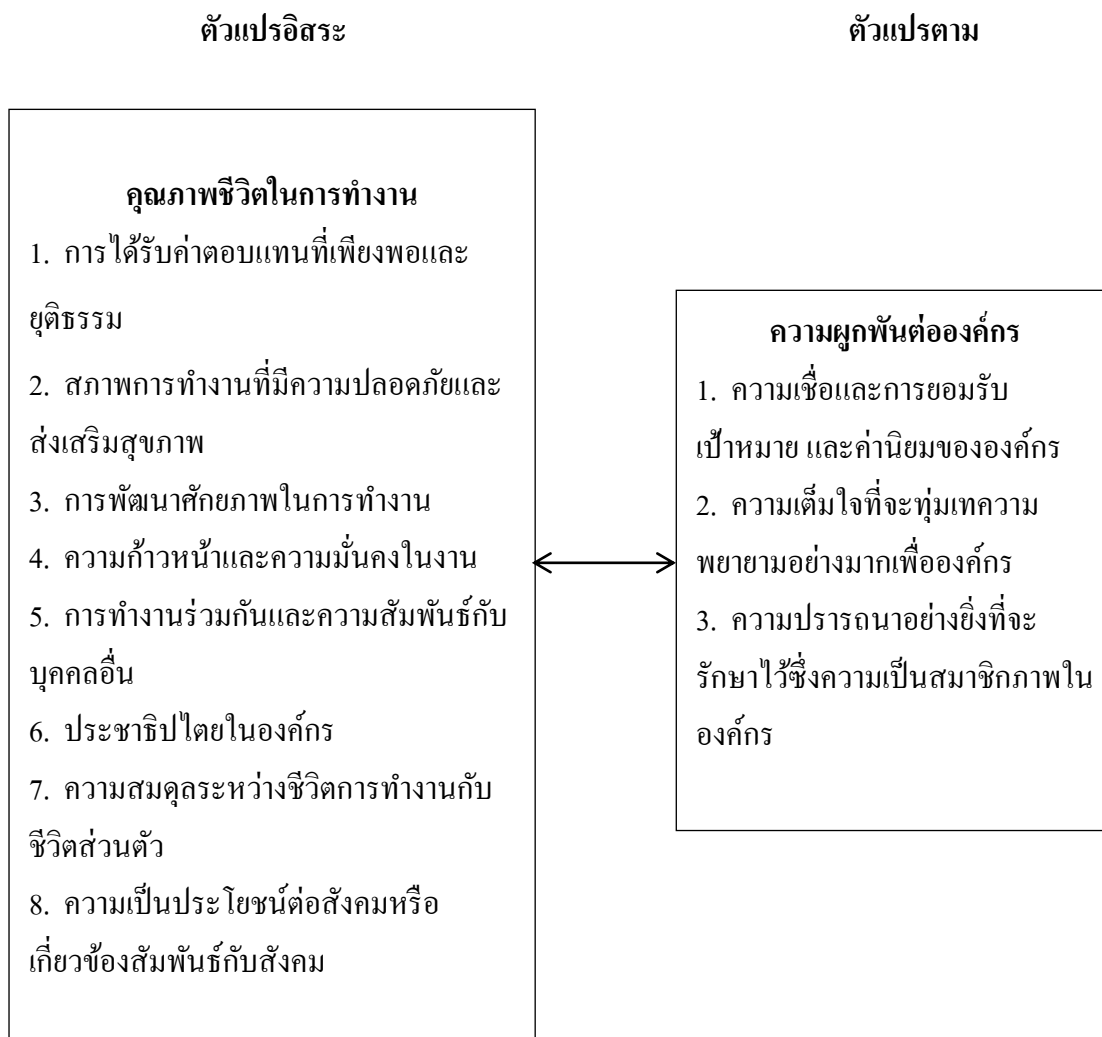 ตัวแปรอิสระ
ตัวแปรตาม
คุณภาพชีวิตในการทำงาน
1. การได้รับค่าตอบแทนที่เพียงพอและ
ยุติธรรม
2. สภาพการทำงานที่มีความปลอดภัยและ
ส่งเสริมสุขภาพ
3. การพัฒนาศักยภาพในการทำงาน
4. ความก้าวหน้าและความมั่นคงในงาน
5. การทำงานร่วมกันและความสัมพันธ์กับ
บุคคลอื่น
6. ประชาธิปไตยในองค์กร
7. ความสมดุลระหว่างชีวิตการทำงานกับ
ชีวิตส่วนตัว
8. ความเป็นประโยชน์ต่อสังคมหรือ
เกี่ยวข้องสัมพันธ์กับสังคม
ความผูกพันต่อองค์กร
1. ความเชื่อและการยอมรับ
เป้าหมาย และค่านิยมขององค์กร
2. ความเต็มใจที่จะทุ่มเทความ
พยายามอย่างมากเพื่อองค์กร
3. ความปรารถนาอย่างยิ่งที่จะ
รักษาไว้ซึ่งความเป็นสมาชิกภาพใน
องค์กร